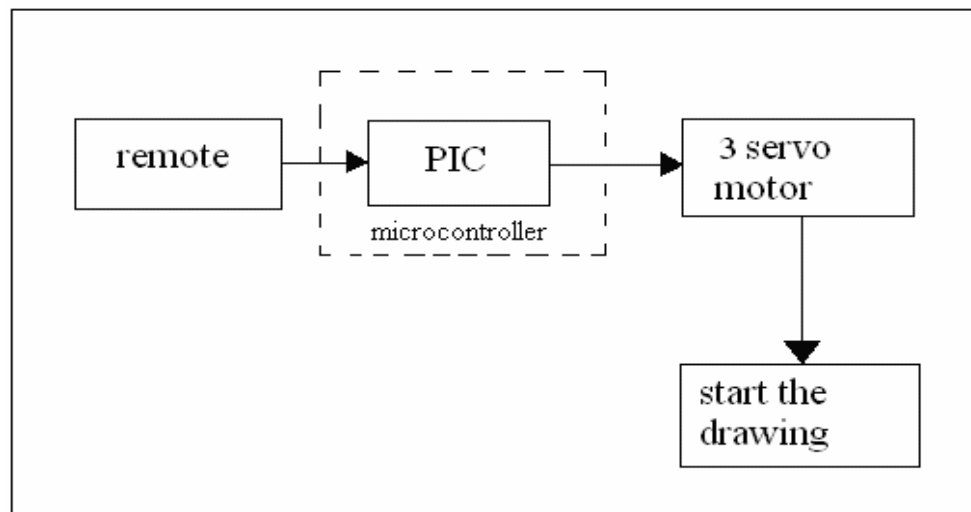 remote
PIC
microcontroller
3 servo
motor
start the
drawing